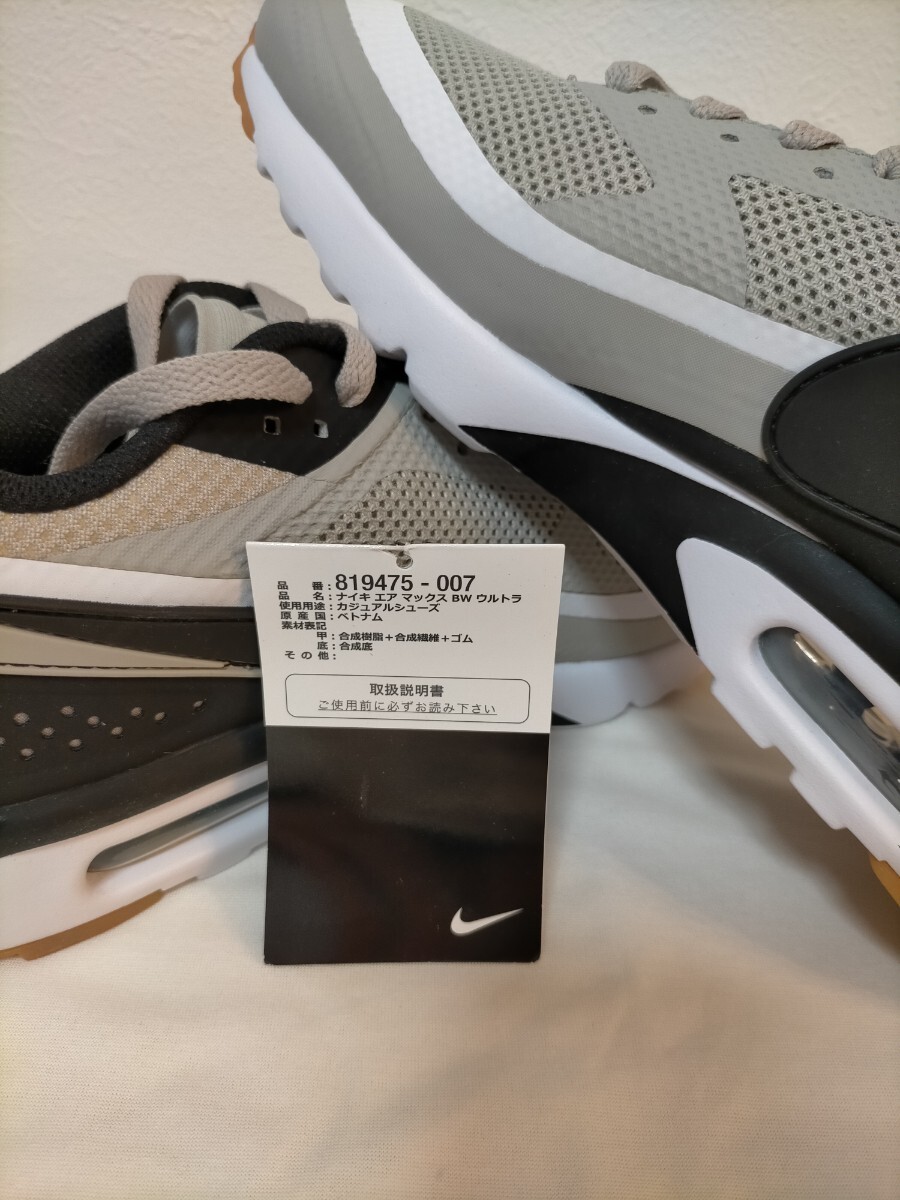 品番:819475-007
品名:ナイキ エア マックス BW ウルトラ
使用用途:カジュアルシューズ
原産国:ベトナム
素材表記
甲:合成樹脂+合成繊維+ゴム
底:合成底
その他:
取扱説明書
ご使用前に必ずお読み下さい